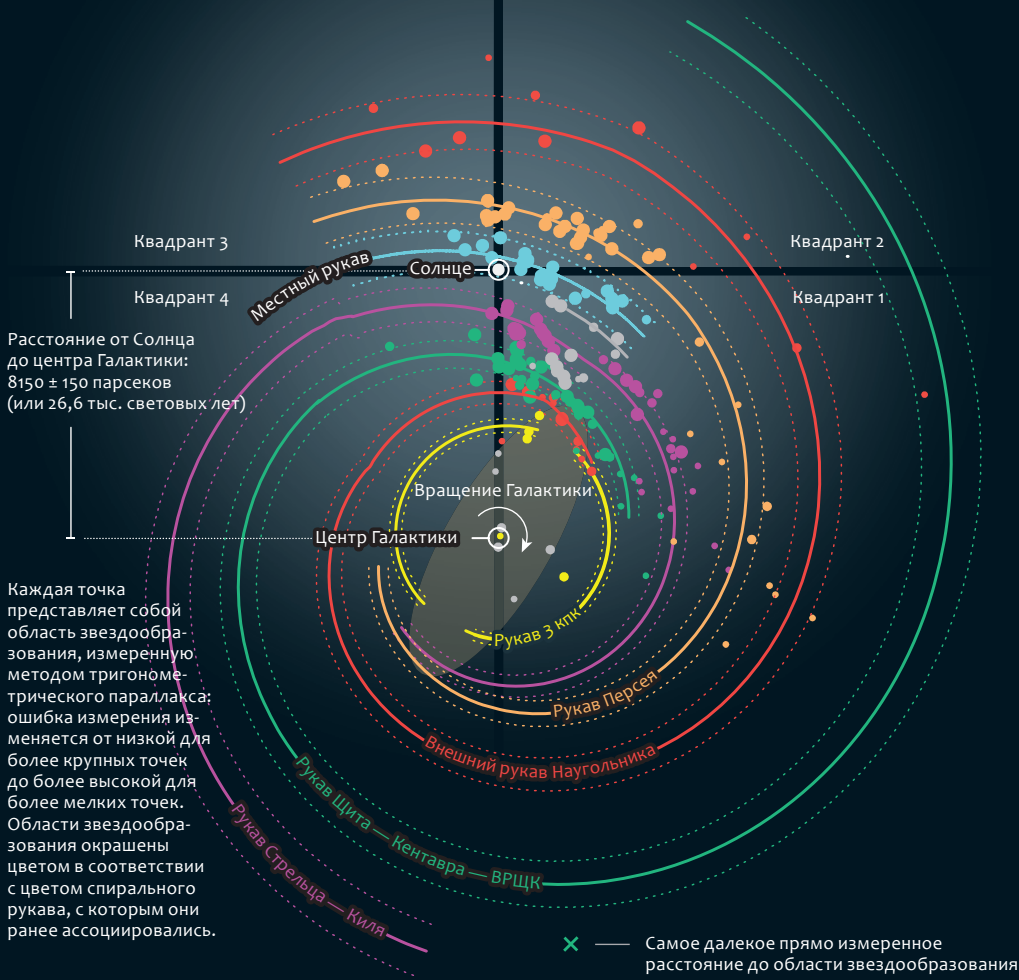 Квадрант 3
Квадрант 2
Местный рукав
Солнце
Квадрант 4
Квадрант 1
Расстояние от Солнца
до центра Галактики:
8150 ± 150 парсеков
(или 26,6 тыс. световых лет)
Вращение Галактики
Центр Галактики
Каждая точка
представляет собой
область звездообра-
зования, измеренную
методом тригономе-
трического параллакса:
ошибка измерения из-
меняется от низкой для
более крупных точек
до более высокой для
более мелких точек.
Области звездообра-
зования окрашены
цветом в соответствии
с цветом спирального
рукава, с которым они
ранее ассоциировались.
Рукав 3 кпк
Рукав Персея
Внешний рукав Наугольника
Рукав Щита — Кентавра — ВРЩК
Рукав Стрельца — Киля
Самое далекое прямо измеренное
расстояние до области звездообразования